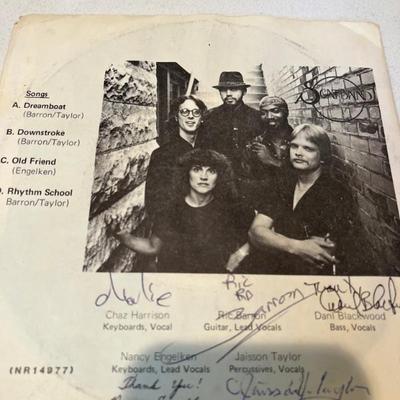 Songs
A. Dreamboat
(Barron/Taylor)
B. Downstroke
(Barron/Taylor)
C. Old Friend
(Engelken)
D. Rhythm School
Barron/Taylor)
Ric
Chaz Harrison
Keyboards, Vocal
Ric Barron
Guitar, Lead Vocals
Dani Blackwood
Bass, Vocals
Nancy Engelken
Keyboards, Lead Vocals
Jaisson Taylor
Percussives, Vocals
(NR14977)
Thank You!